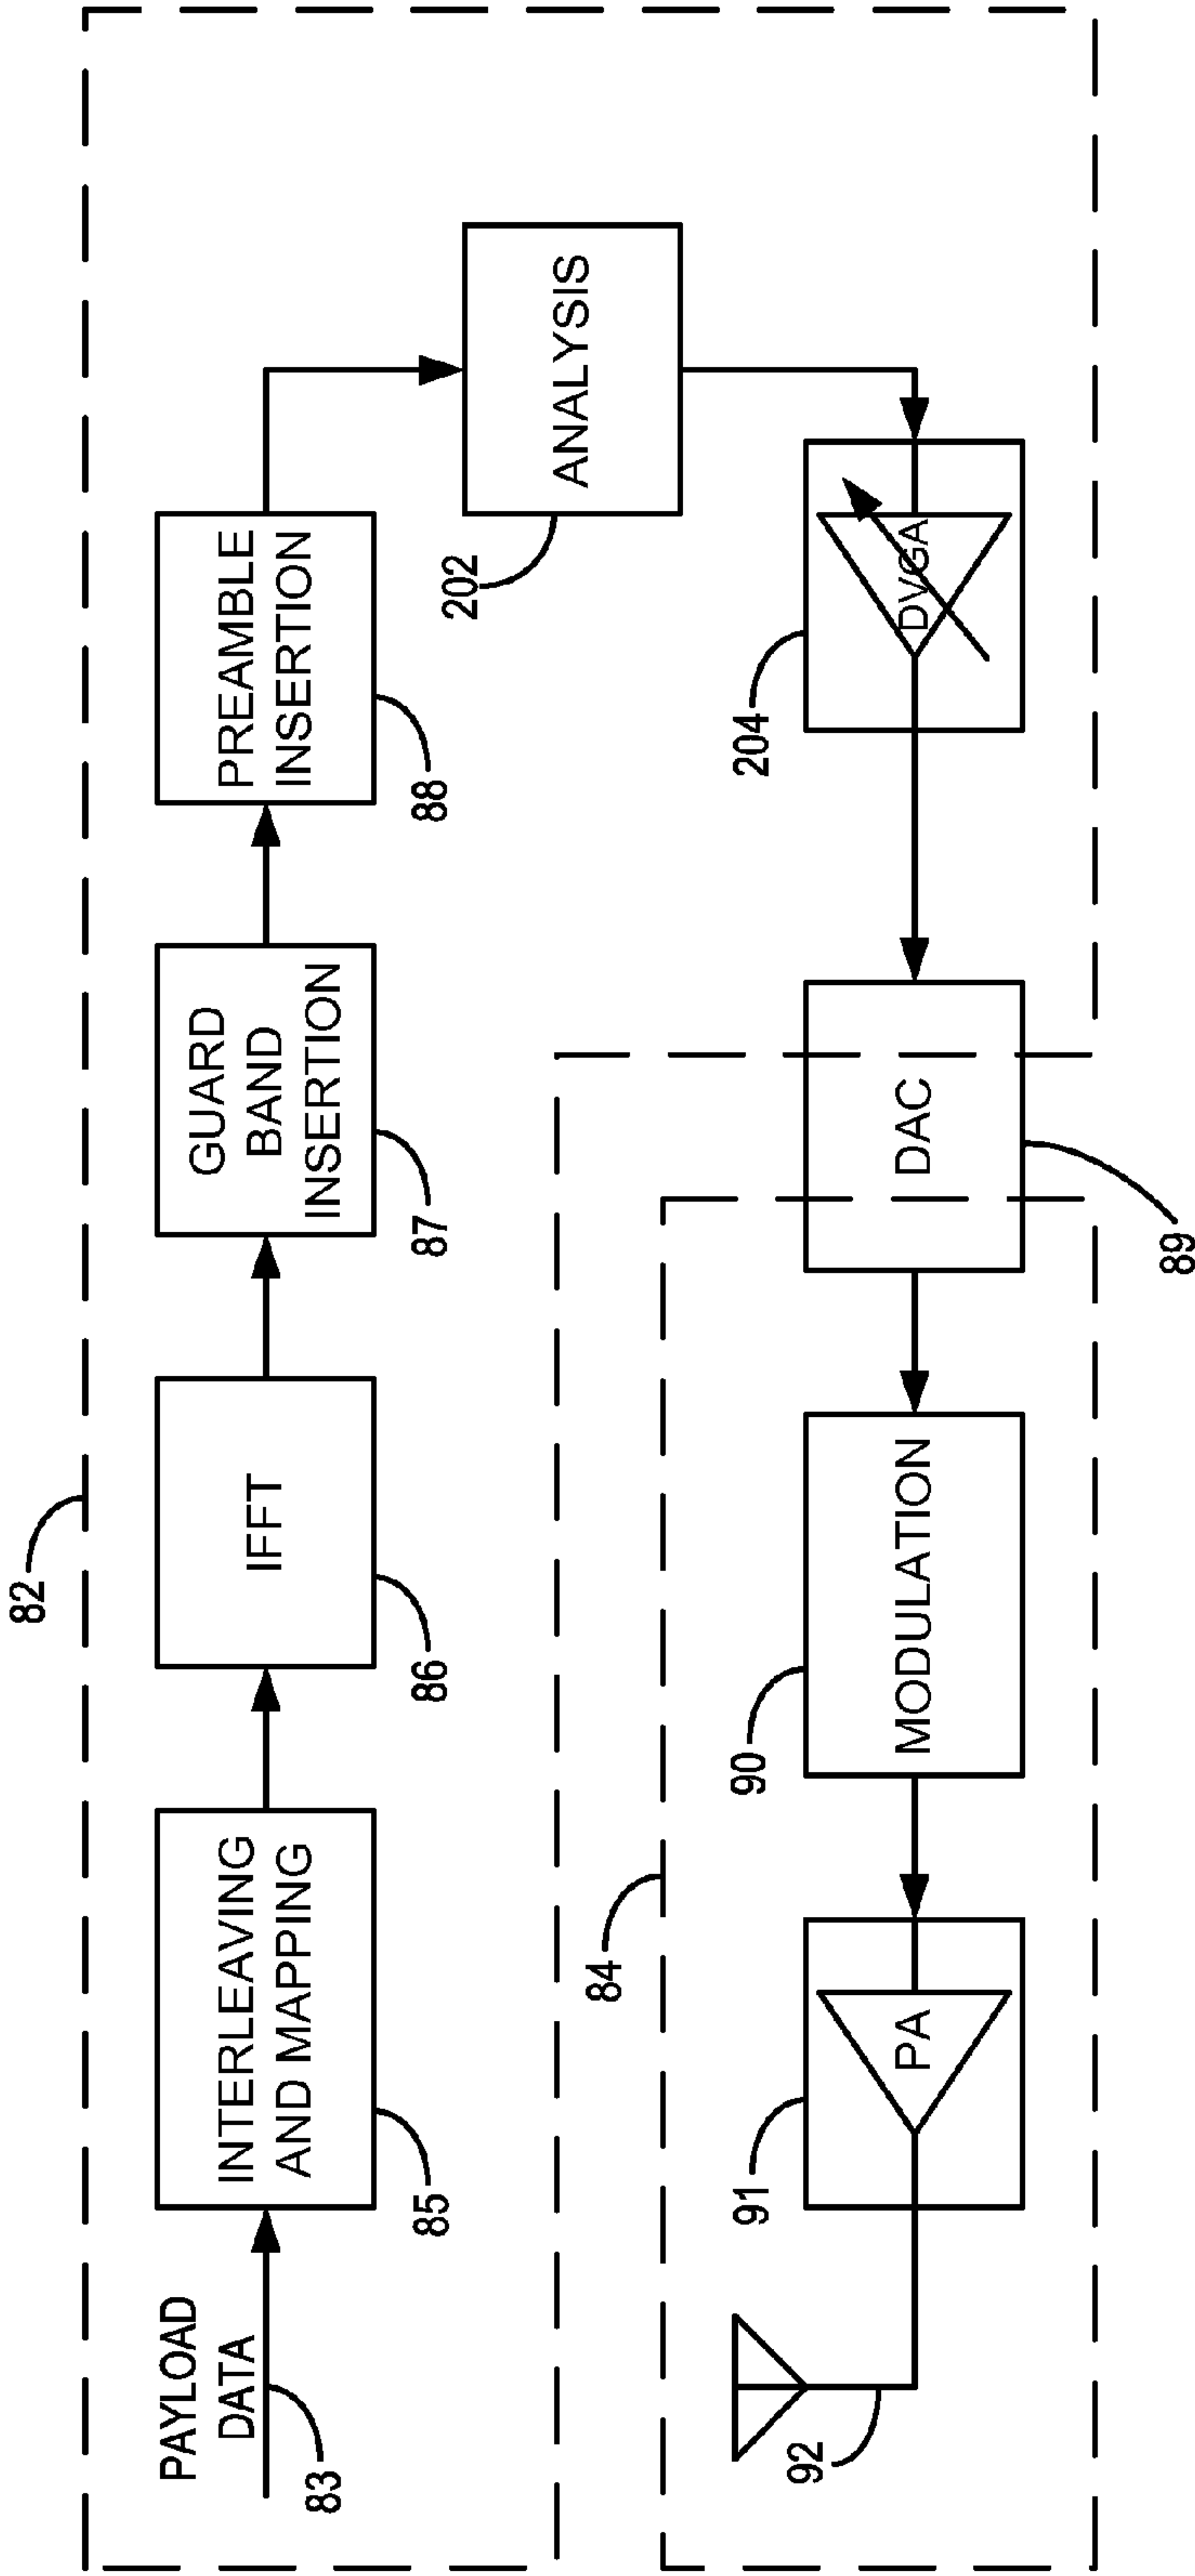 82
PAYLOAD
DATA
83
INTERLEAVING
AND MAPPING
85
IFFT
86
GUARD
BAND
INSERTION
87
PREAMBLE
INSERTION
88
ANALYSIS
202
DVGA
204
DAC
89
MODULATION
90
84
PA
91
92